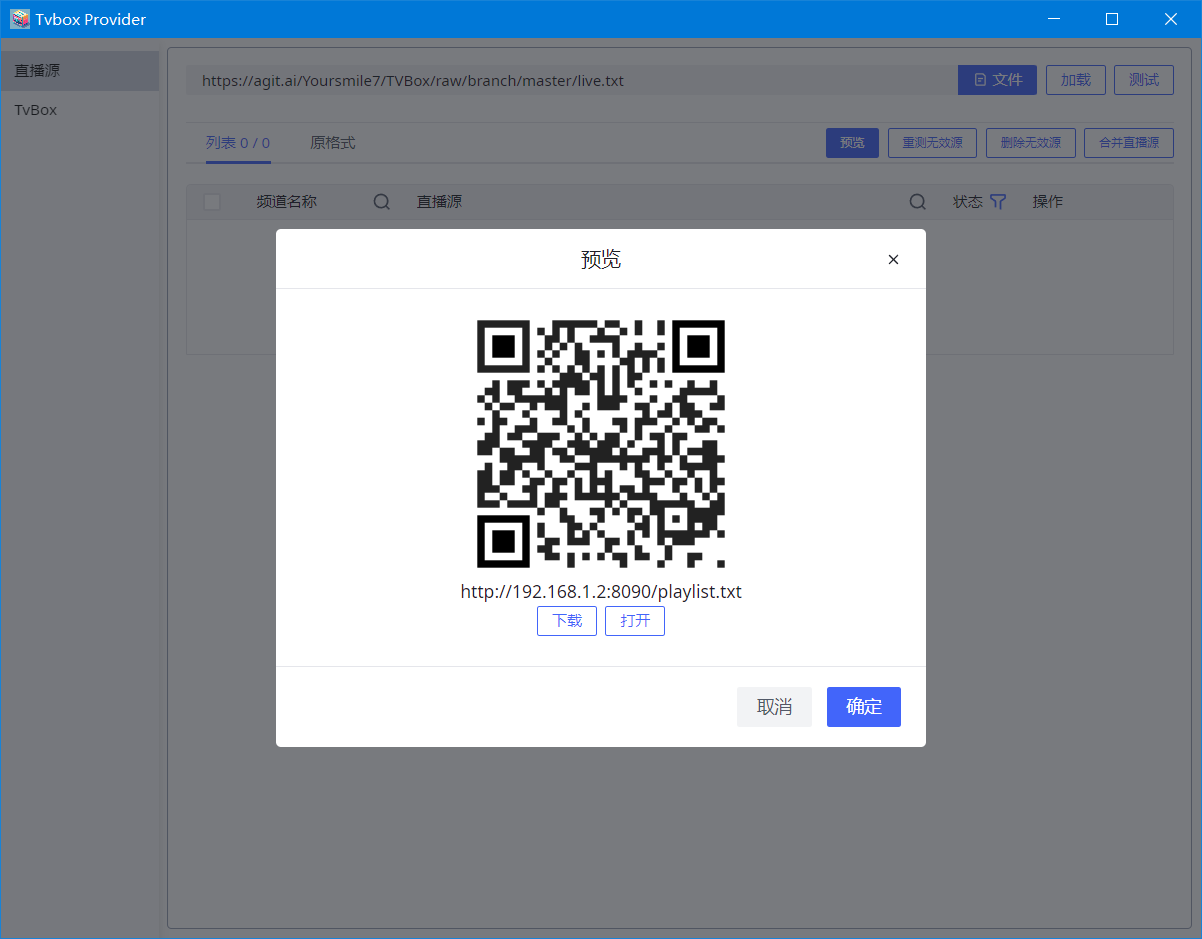 Tvbox Provider
直播源
TvBox
https://agit.ai/Yoursmile7/TVBox/raw/branch/master/live.txt 文件 加载 测试
列表 0 / 0 原格式 预览 重测无效源 删除无效源 合并直播源
频道名称 直播源 状态 操作
预览
http://192.168.1.2:8090/playlist.txt
下载 打开
取消 确定